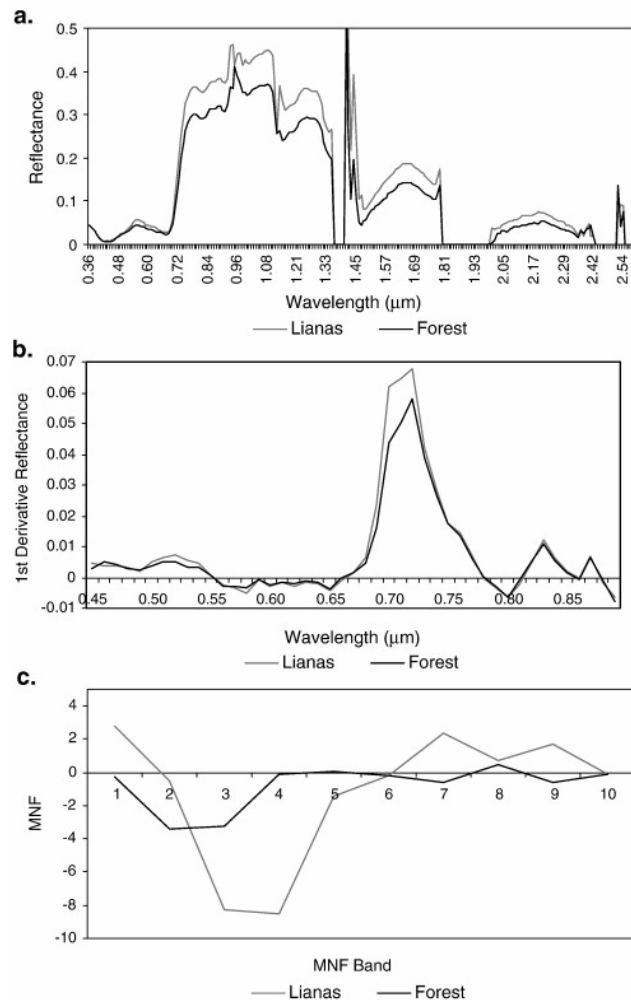 a.
0.5
0.4
0.3
0.2
0.1
0
Reflectance
0.36 0.48 0.60 0.72 0.84 0.96 1.08 1.21 1.33 1.45 1.57 1.69 1.81 1.93 2.05 2.17 2.29 2.42 2.54
Wavelength (μm)
Lianas Forest
b.
0.07
0.06
0.05
0.04
0.03
0.02
0.01
0
-0.01
1st Derivative Reflectance
0.45 0.50 0.55 0.60 0.65 0.70 0.75 0.80 0.85
Wavelength (μm)
Lianas Forest
c.
4
2
0
-2
-4
-6
-8
-10
MNF
1 2 3 4 5 6 7 8 9 10
MNF Band
Lianas Forest